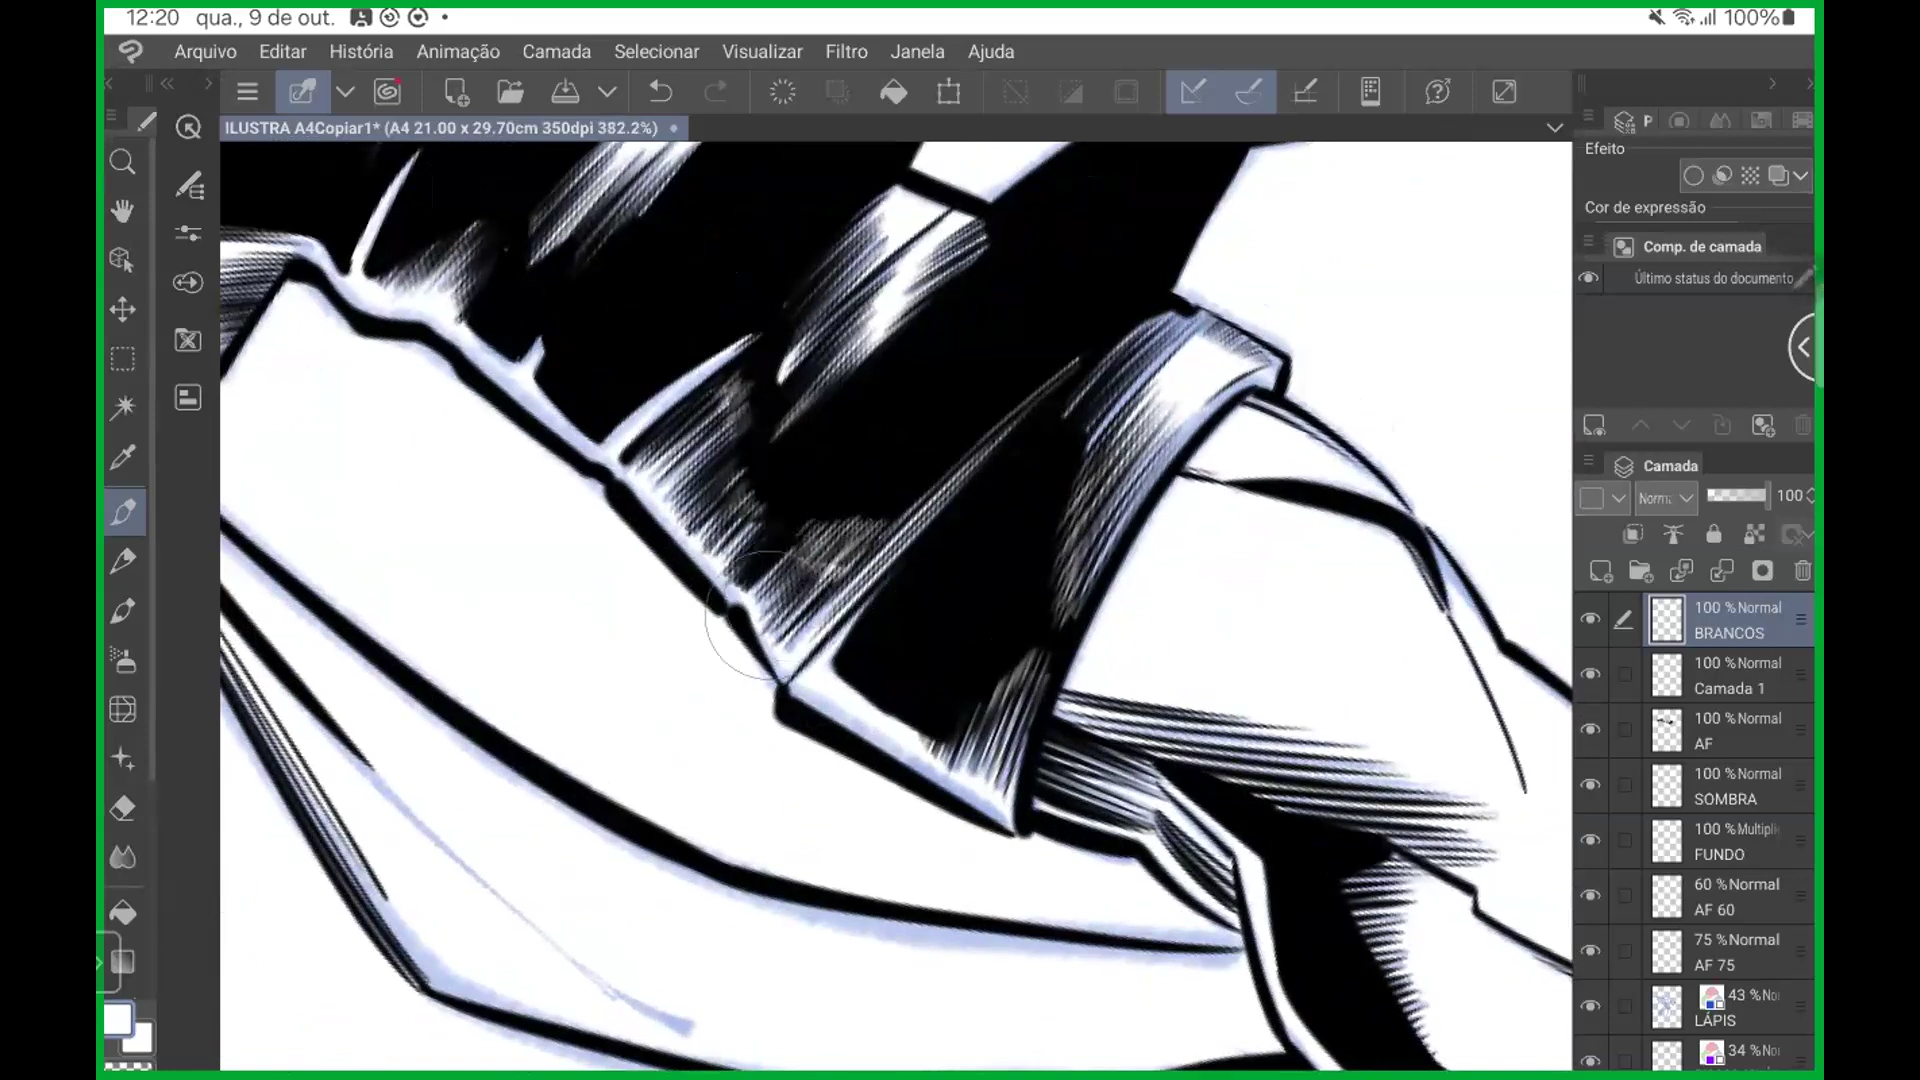 12:20 qua., 9 de out.
100%
Arquivo Editar História Animação Camada Selecionar Visualizar Filtro Janela Ajuda
ILUSTRA A4Copiar1* (A4 21.00 x 29.70cm 350dpi 382.2%)
P
Efeito
Cor de expressão
Comp. de camada
Último status do documento
Camada
Norm
100
100 % Normal
BRANCOS
100 % Normal
Camada 1
100 % Normal
AF
100 % Normal
SOMBRA
100 % Multipli
FUNDO
60 % Normal
AF 60
75 % Normal
AF 75
43 % No
LÁPIS
34 % No